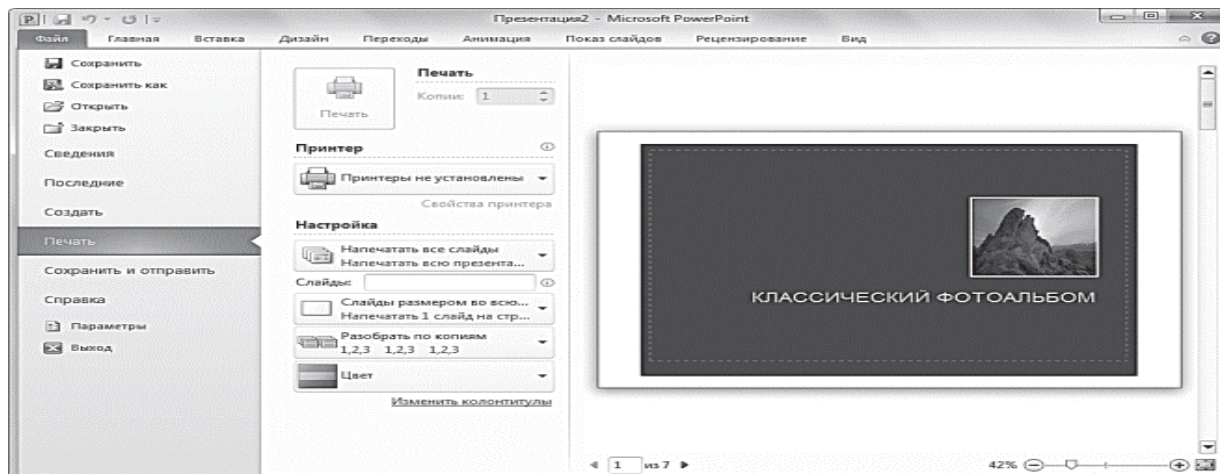 Презентация2 - Microsoft PowerPoint
Файл Главная Вставка Дизайн Переходы Анимация Показ слайдов Рецензирование Вид
Сохранить
Сохранить как
Открыть
Закрыть
Сведения
Последние
Создать
Печать
Сохранить и отправить
Справка
Параметры
Выход
Печать
Печать
Копии: 1
Принтер
Принтеры не установлены
Свойства принтера
Настройка
Напечатать все слайды
Напечатать всю презента...
Слайды:
Слайды размером во всю...
Напечатать 1 слайд на стр...
Разобрать по копиям
1,2,3 1,2,3 1,2,3
Цвет
Изменить колонтитулы
КЛАССИЧЕСКИЙ ФОТОАЛЬБОМ
1 из 7
42%